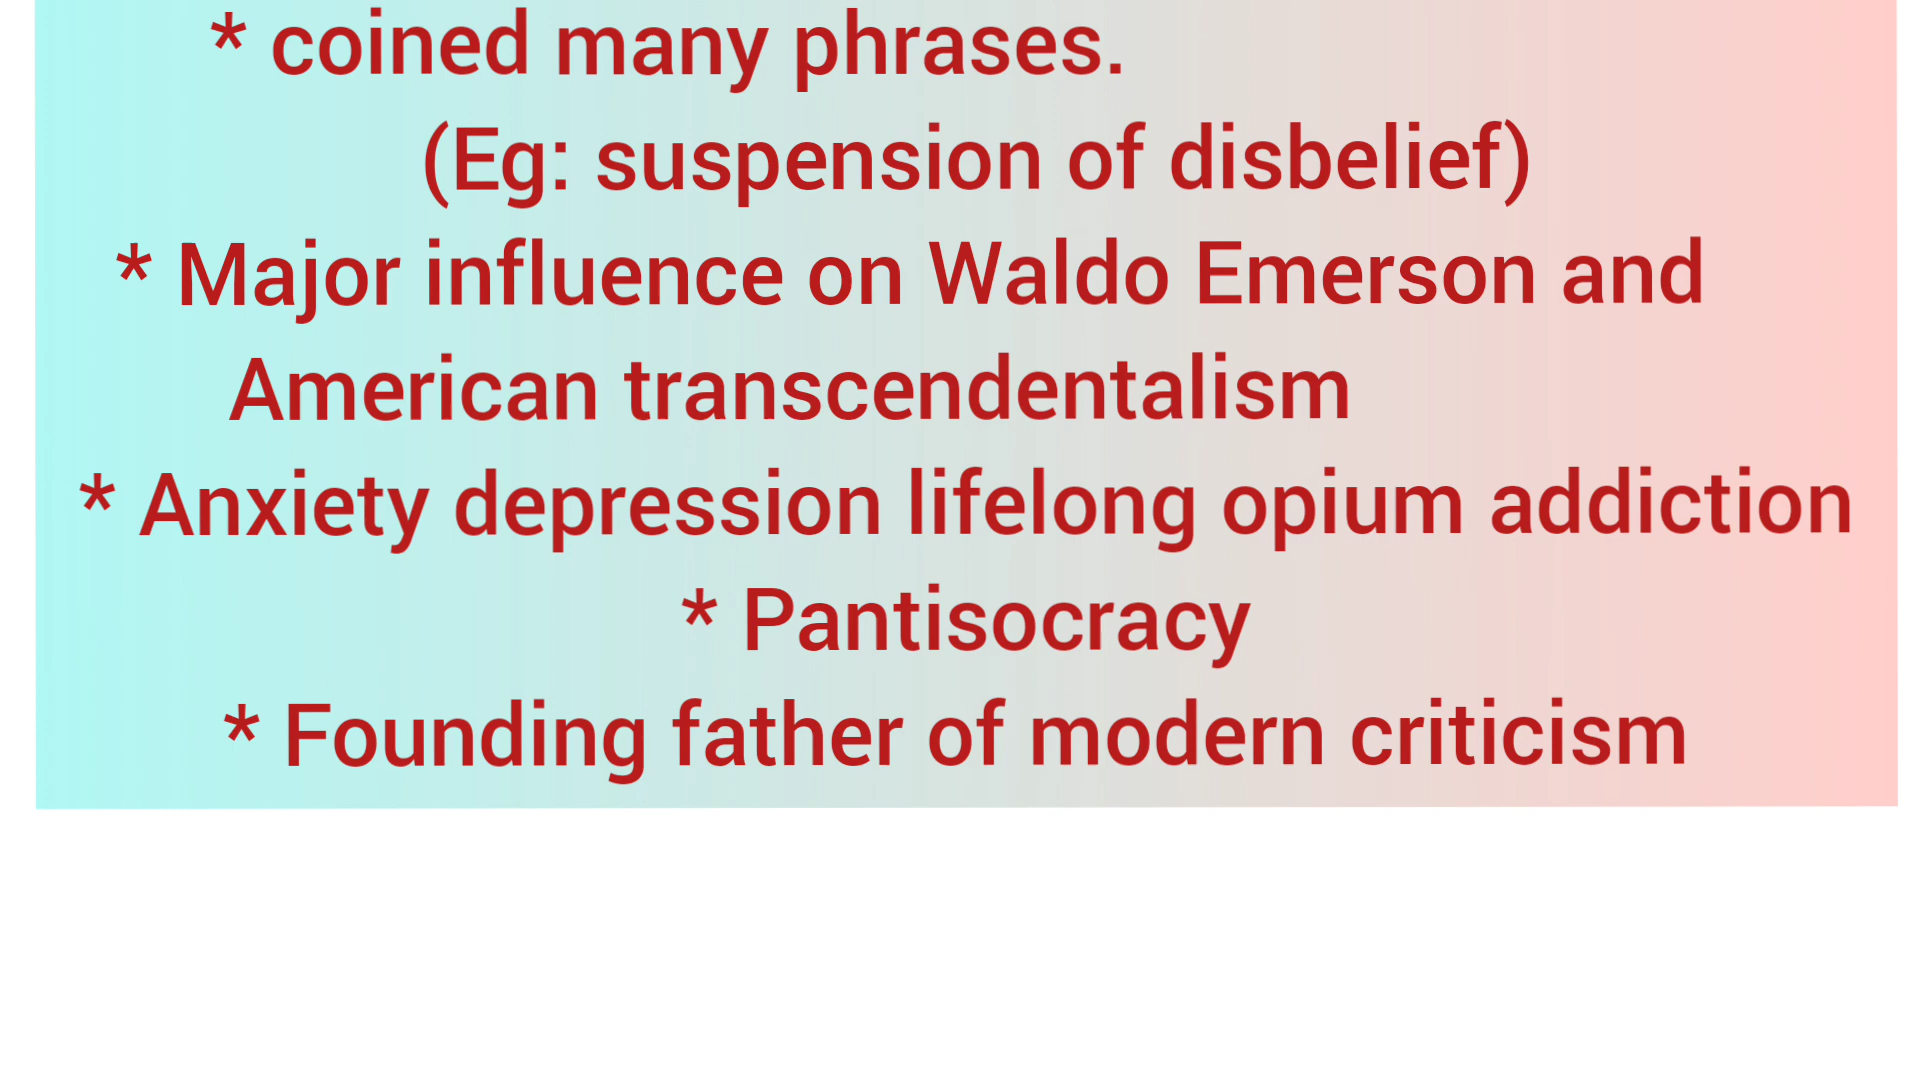 * coined many phrases.
(Eg: suspension of disbelief)
* Major influence on Waldo Emerson and
American transcendentalism
* Anxiety depression lifelong opium addiction
* Pantisocracy
* Founding father of modern criticism